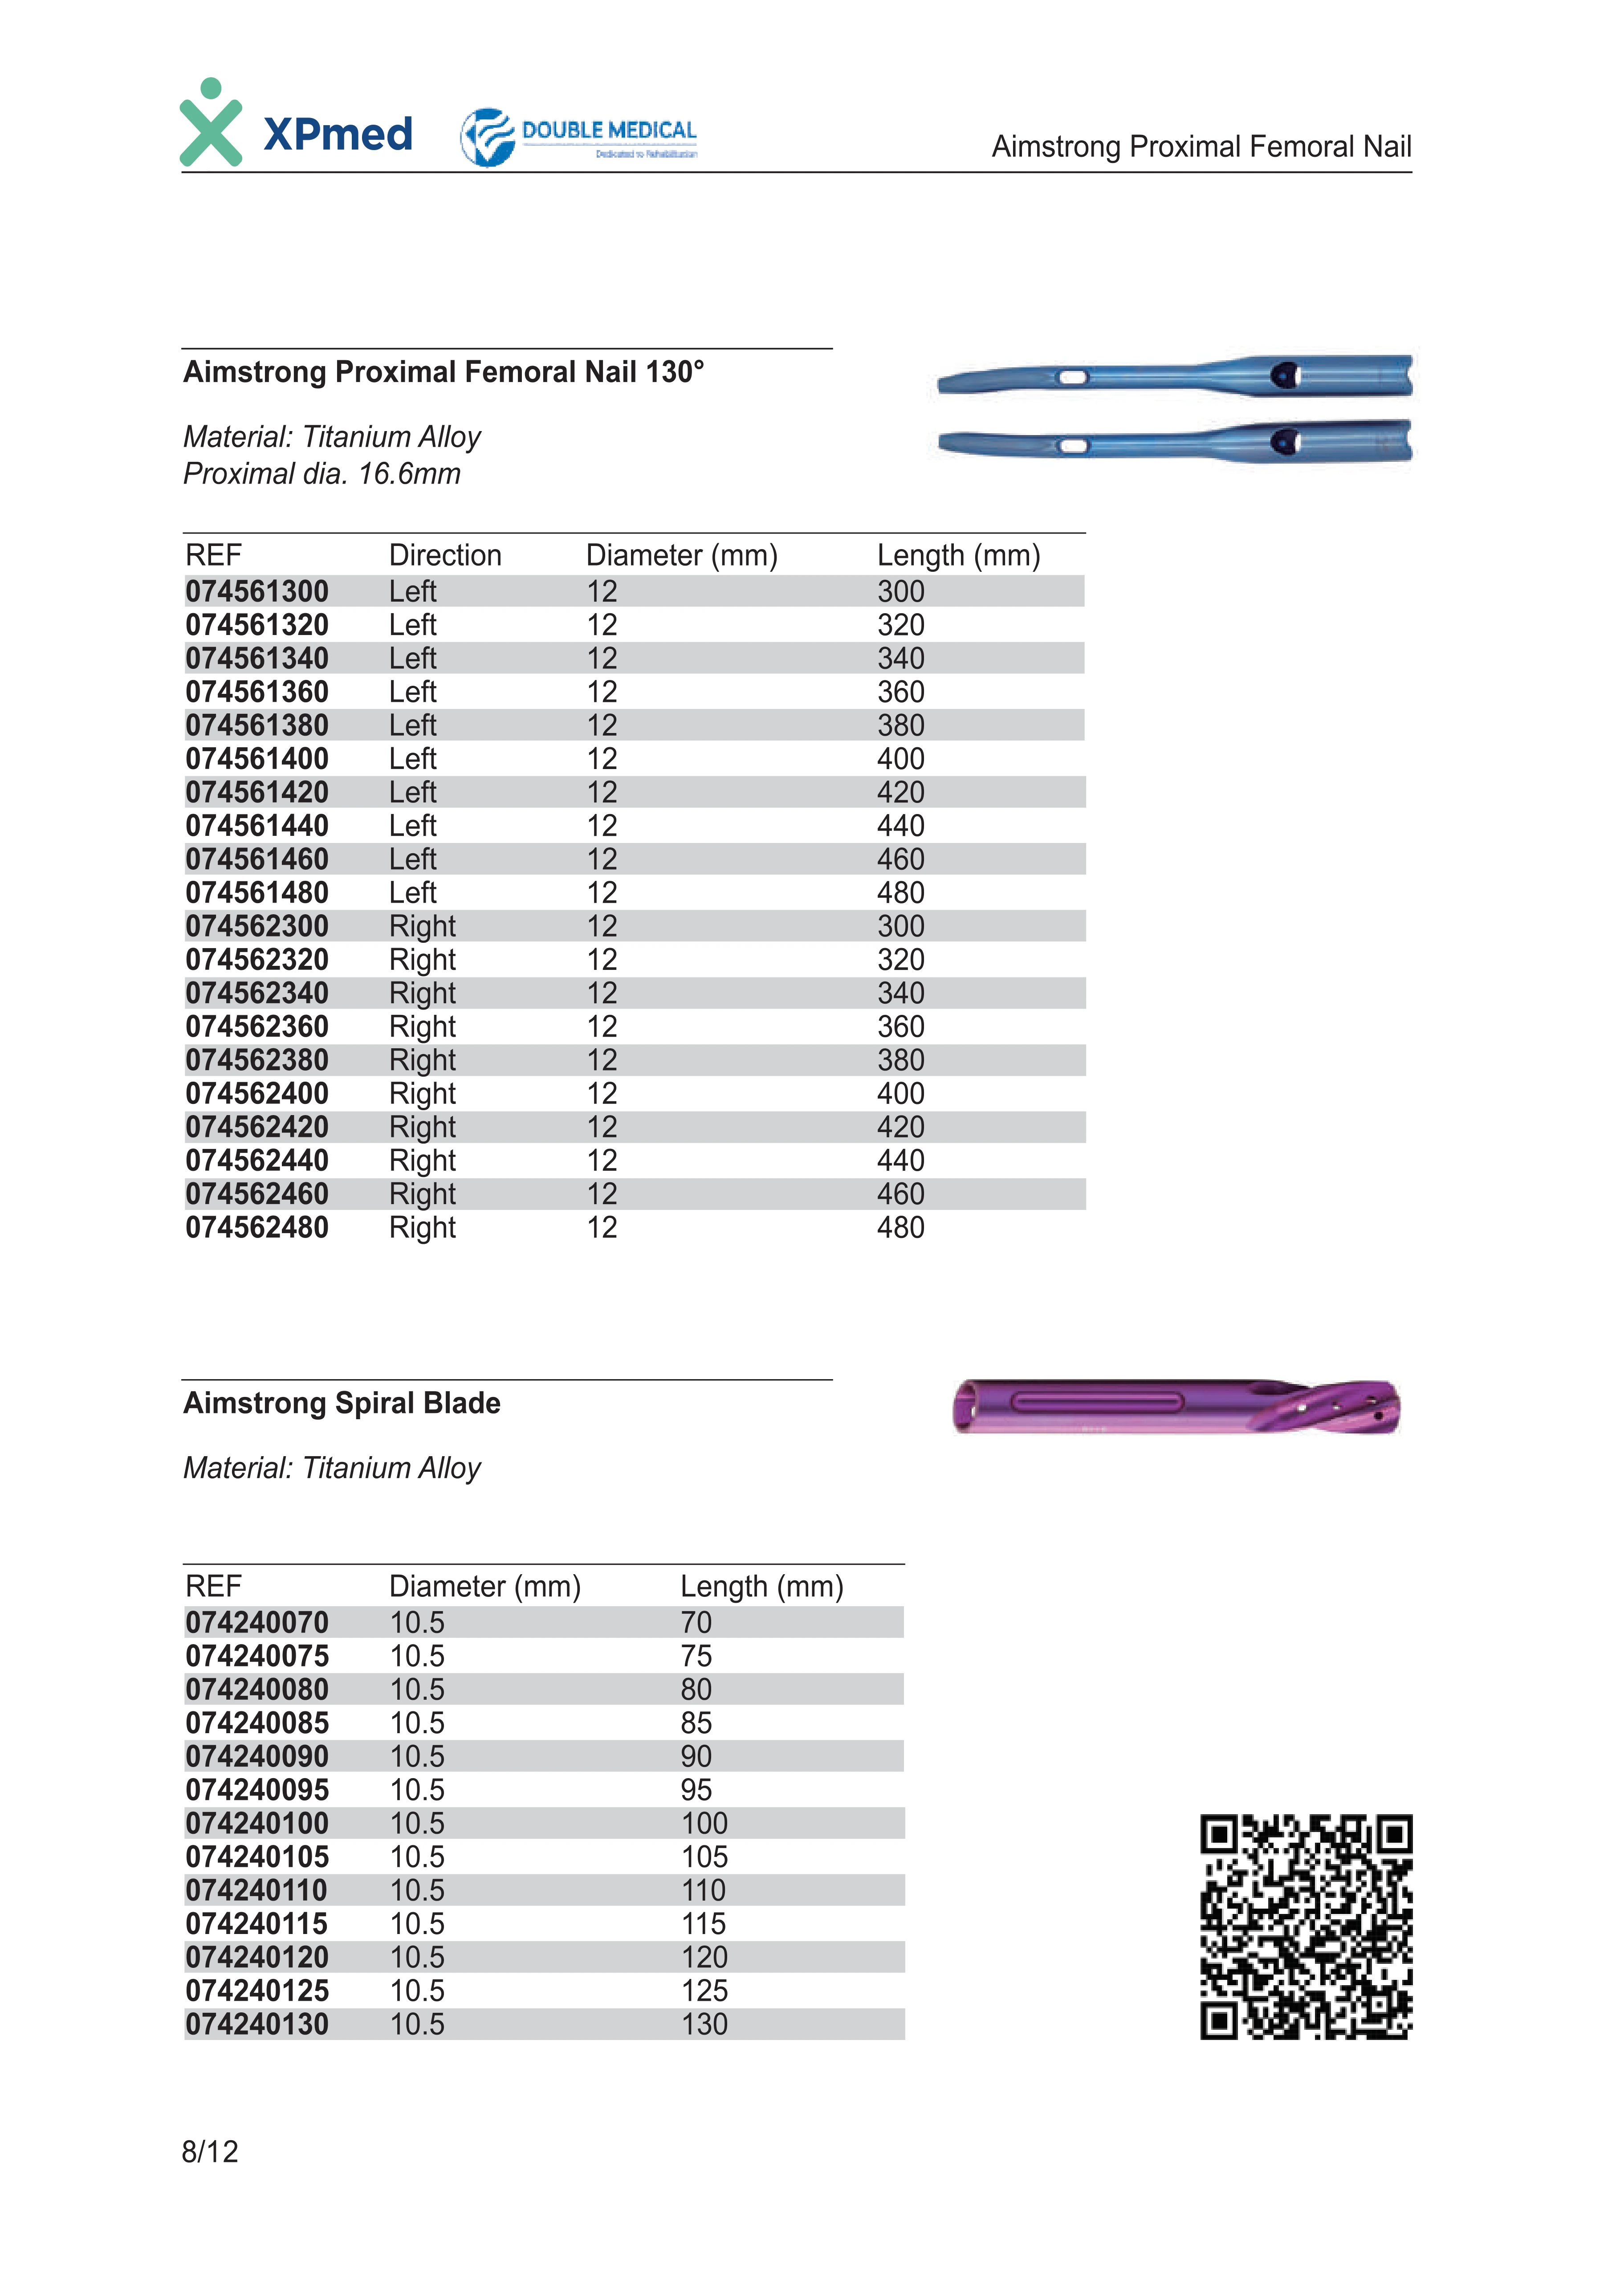 XPmed
DOUBLE MEDICAL
Dedicated to Rehabilitation
Aimstrong Proximal Femoral Nail
Aimstrong Proximal Femoral Nail 130°
Material: Titanium Alloy
Proximal dia. 16.6mm
REF Direction Diameter (mm) Length (mm)
074561300 Left 12 300
074561320 Left 12 320
074561340 Left 12 340
074561360 Left 12 360
074561380 Left 12 380
074561400 Left 12 400
074561420 Left 12 420
074561440 Left 12 440
074561460 Left 12 460
074561480 Left 12 480
074562300 Right 12 300
074562320 Right 12 320
074562340 Right 12 340
074562360 Right 12 360
074562380 Right 12 380
074562400 Right 12 400
074562420 Right 12 420
074562440 Right 12 440
074562460 Right 12 460
074562480 Right 12 480
Aimstrong Spiral Blade
Material: Titanium Alloy
REF Diameter (mm) Length (mm)
074240070 10.5 70
074240075 10.5 75
074240080 10.5 80
074240085 10.5 85
074240090 10.5 90
074240095 10.5 95
074240100 10.5 100
074240105 10.5 105
074240110 10.5 110
074240115 10.5 115
074240120 10.5 120
074240125 10.5 125
074240130 10.5 130
8/12